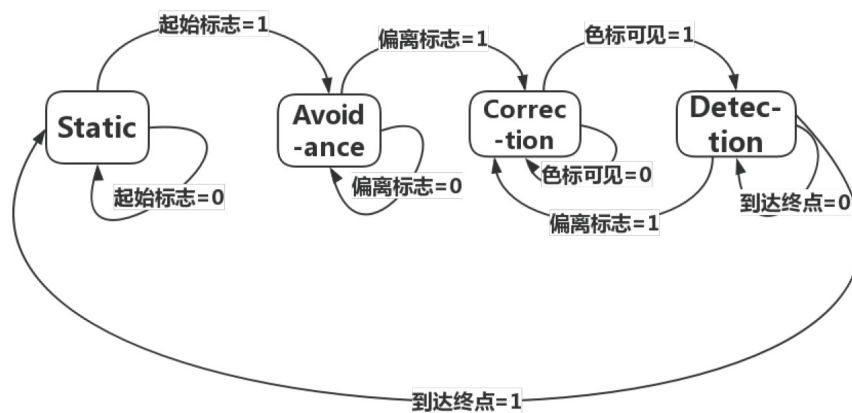 起始标志=1
偏离标志=1
色标可见=1
Static
Avoid
-ance
Correc
-tion
Detec-
tion
起始标志=0
偏离标志=0
色标可见=0
到达终点=0
偏离标志=1
到达终点=1